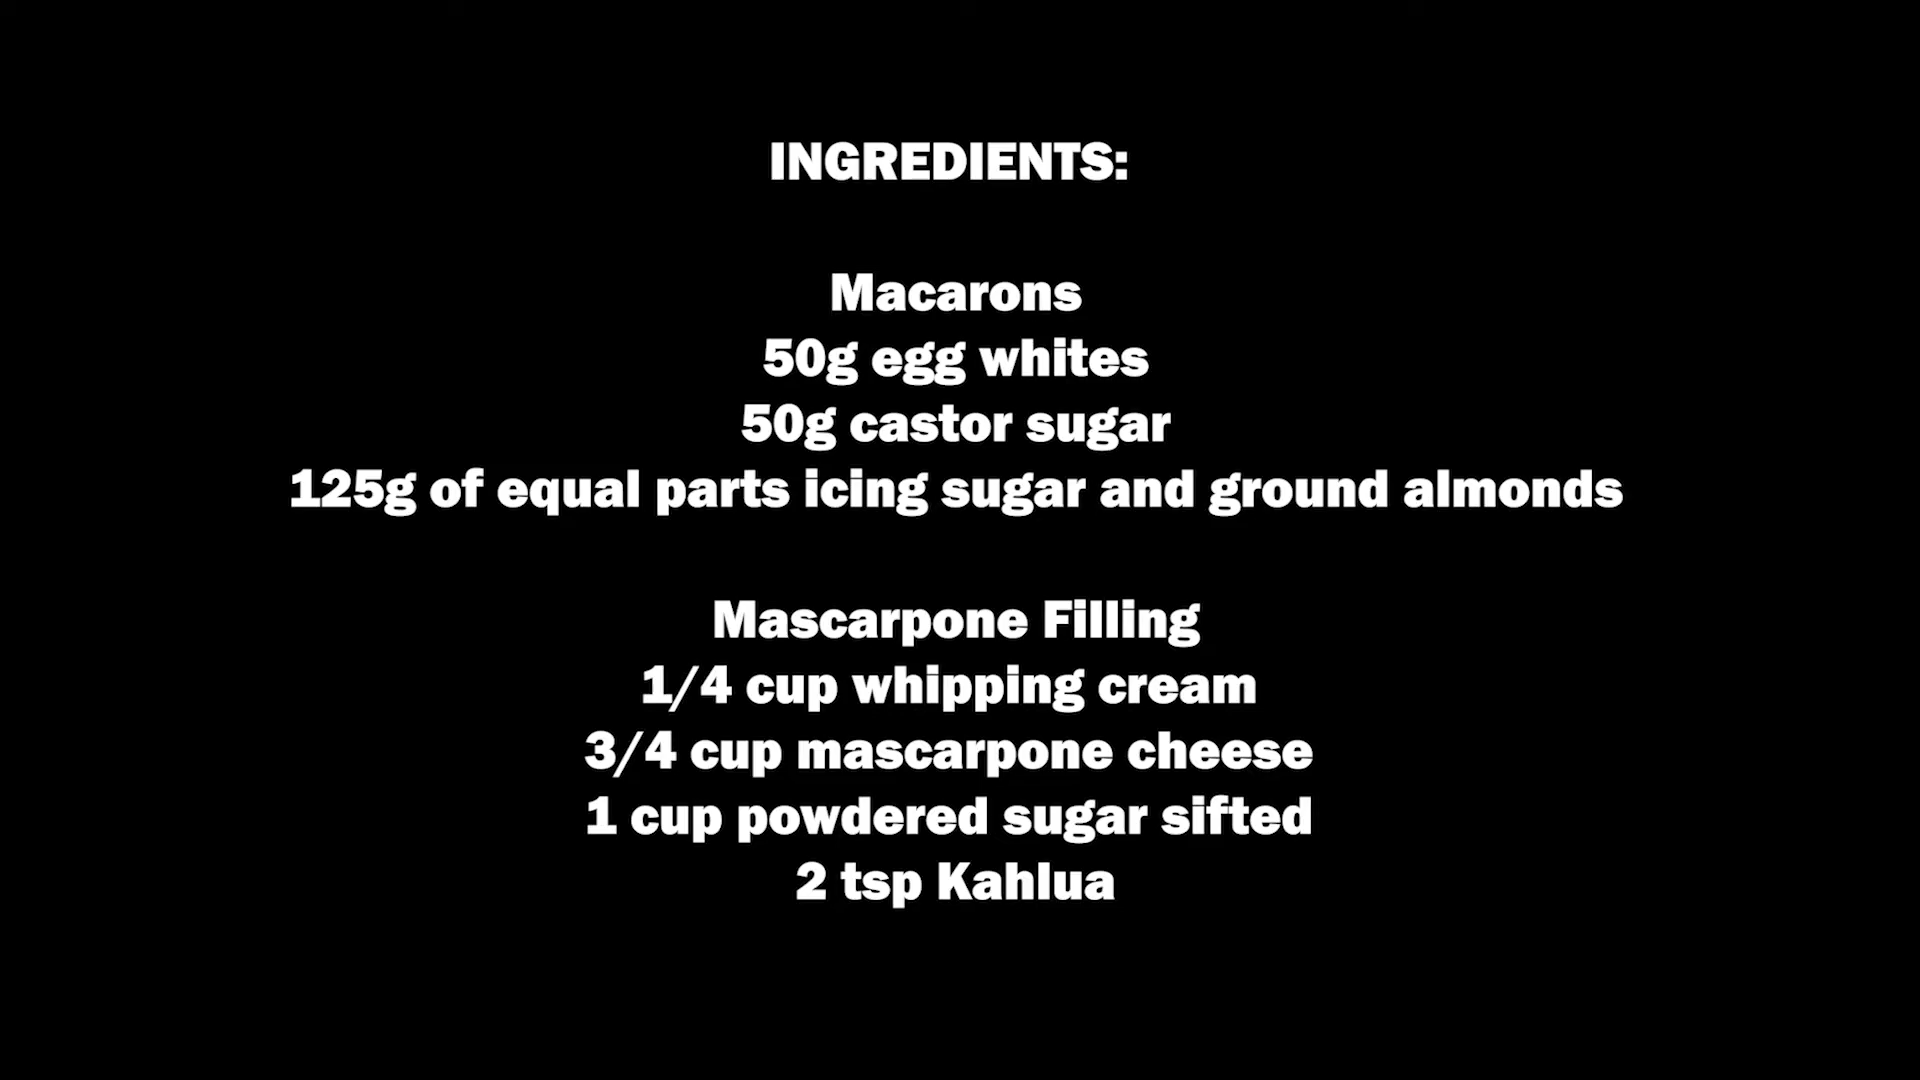 INGREDIENTS:
Macarons
50g egg whites
50g castor sugar
125g of equal parts icing sugar and ground almonds
Mascarpone Filling
1/4 cup whipping cream
3/4 cup mascarpone cheese
1 cup powdered sugar sifted
2 tsp Kahlua